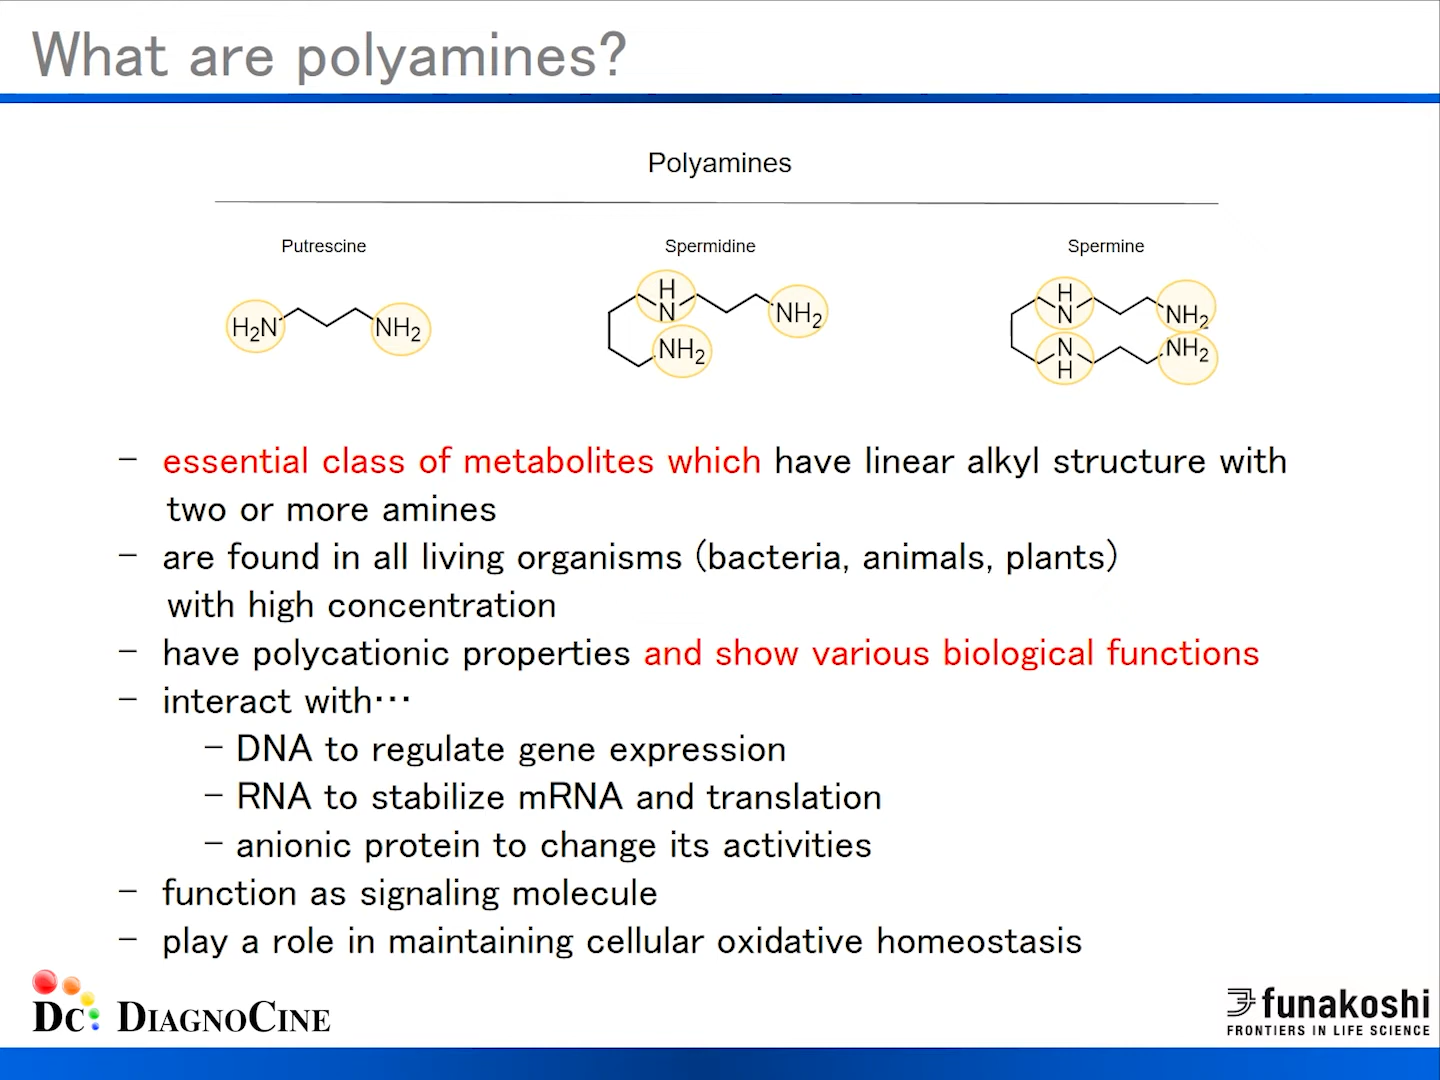 What are polyamines?
Polyamines
Putrescine
Spermidine
Spermine
H₂N
NH₂
H
N
NH₂
NH₂
H
N
NH₂
N
H
NH₂
– essential class of metabolites which have linear alkyl structure with
two or more amines
– are found in all living organisms (bacteria, animals, plants)
with high concentration
– have polycationic properties and show various biological functions
– interact with⋯
– DNA to regulate gene expression
– RNA to stabilize mRNA and translation
– anionic protein to change its activities
– function as signaling molecule
– play a role in maintaining cellular oxidative homeostasis
Dc: DiagnoCine
funakoshi
FRONTIERS IN LIFE SCIENCE